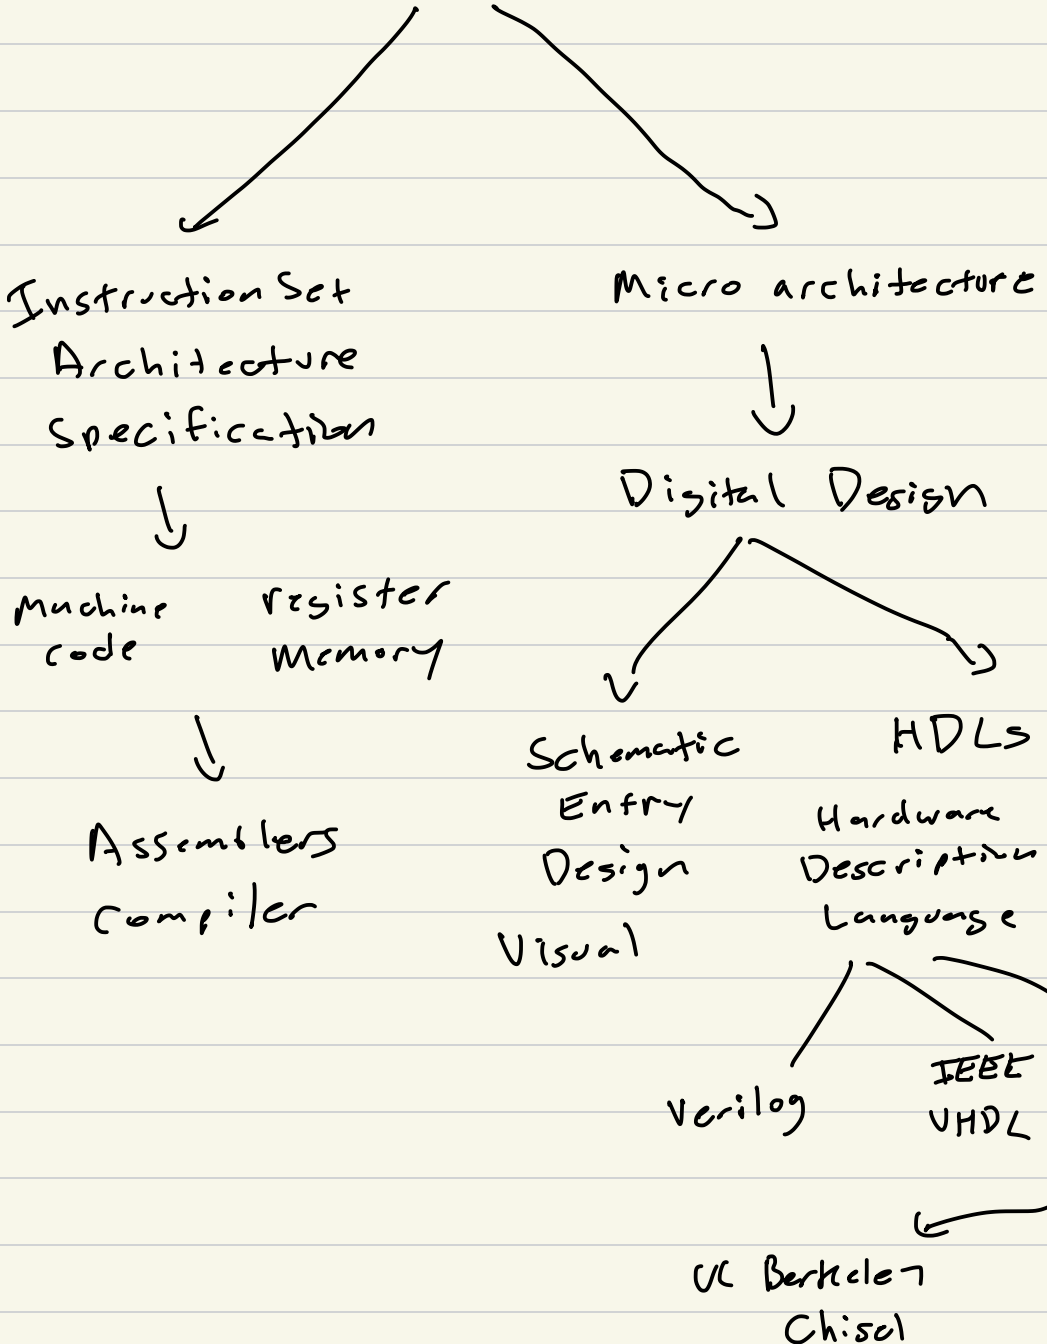 Instruction Set
Architecture
Specification
Machine
code
register
memory
Assemblers
Compiler
Micro architecture
Digital Design
Schematic
Entry
Design
Visual
HDLs
Hardware
Description
Language
Verilog
IEEE
VHDL
UC Berkeley
Chisel